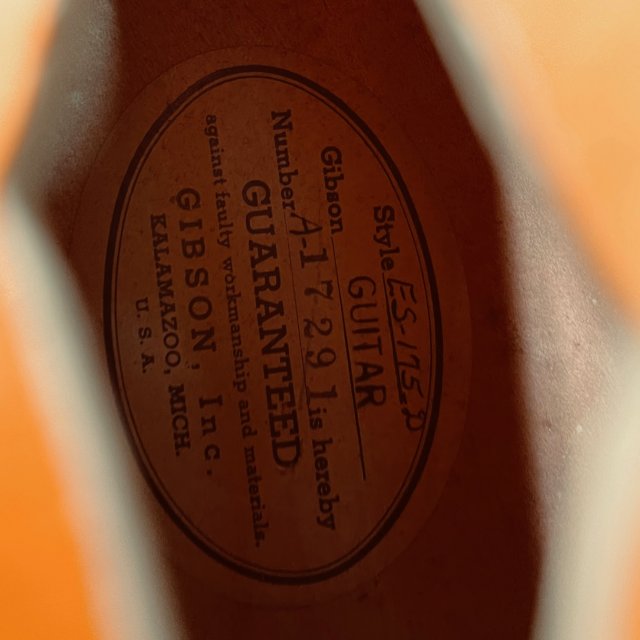 Style ES-175D
Gibson GUITAR
Number A-17291 is hereby
GUARANTEED
against faulty workmanship and materials.
GIBSON, Inc.
KALAMAZOO, MICH.
U. S. A.